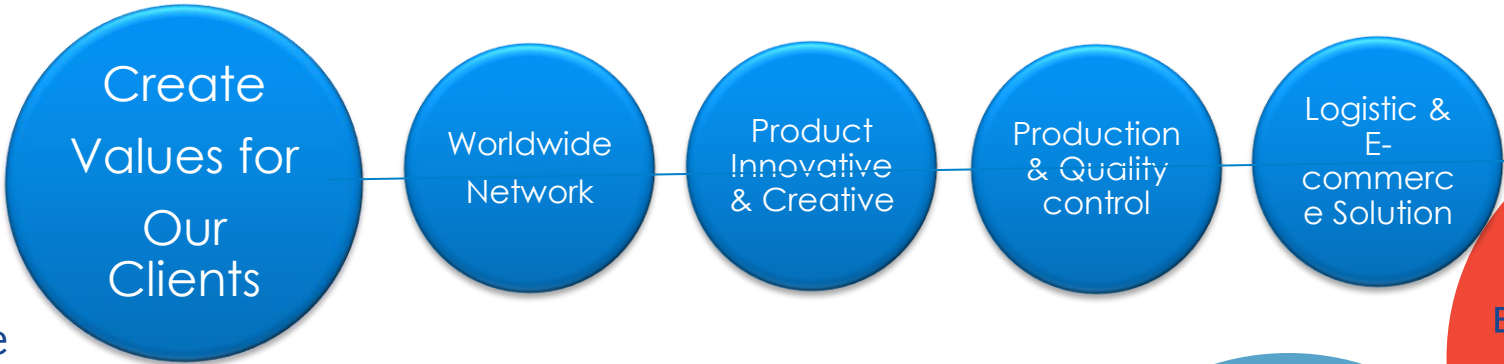 Create
Values for
Our
Clients
Worldwide
Network
Product
Innovative
& Creative
Production
& Quality
control
Logistic &
E-
commerc
e Solution
e
E